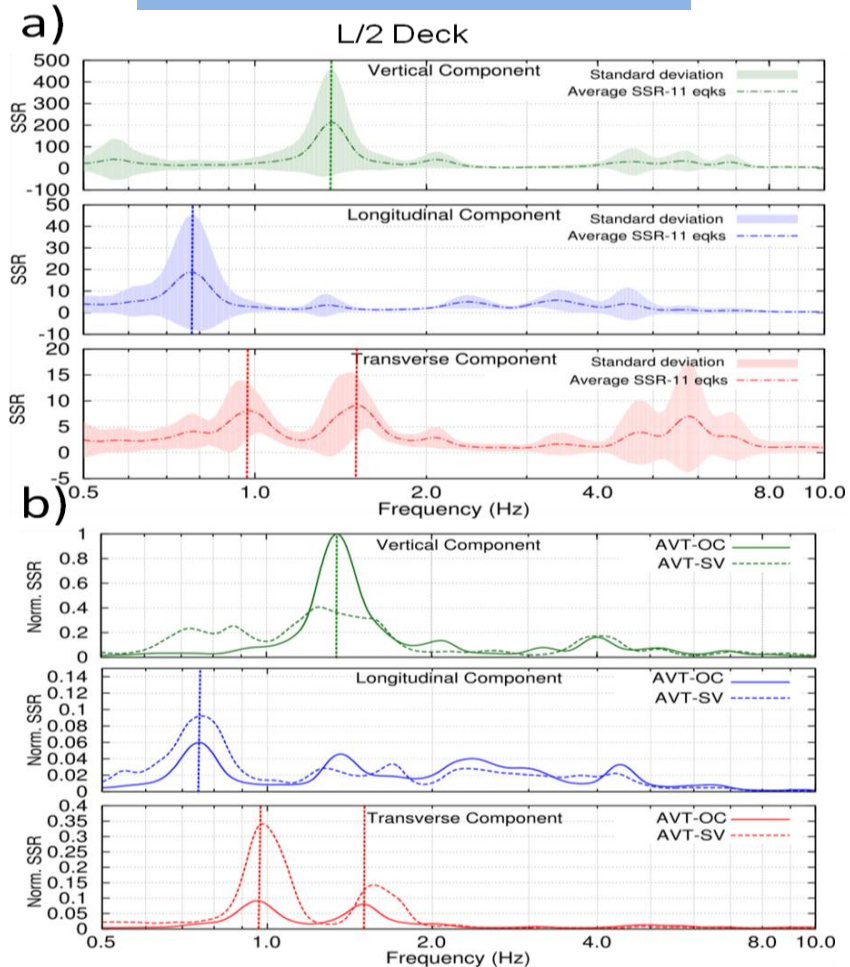 a)
L/2 Deck
Vertical Component
Standard deviation
Average SSR-11 eqks
SSR
500
400
300
200
100
0
-100
Longitudinal Component
Standard deviation
Average SSR-11 eqks
SSR
50
40
30
20
10
0
-10
Transverse Component
Standard deviation
Average SSR-11 eqks
SSR
20
15
10
5
0
-5
0.5 1.0 2.0 4.0 8.0 10.0
Frequency (Hz)
b)
Vertical Component
AVT-OC
AVT-SV
Norm. SSR
1
0.8
0.6
0.4
0.2
0
Longitudinal Component
AVT-OC
AVT-SV
Norm. SSR
0.14
0.1
0.08
0.06
0.04
0.02
0
Transverse Component
AVT-OC
AVT-SV
Norm. SSR
0.4
0.35
0.3
0.25
0.2
0.15
0.1
0.05
0
0.5 1.0 2.0 4.0 8.0 10.0
Frequency (Hz)